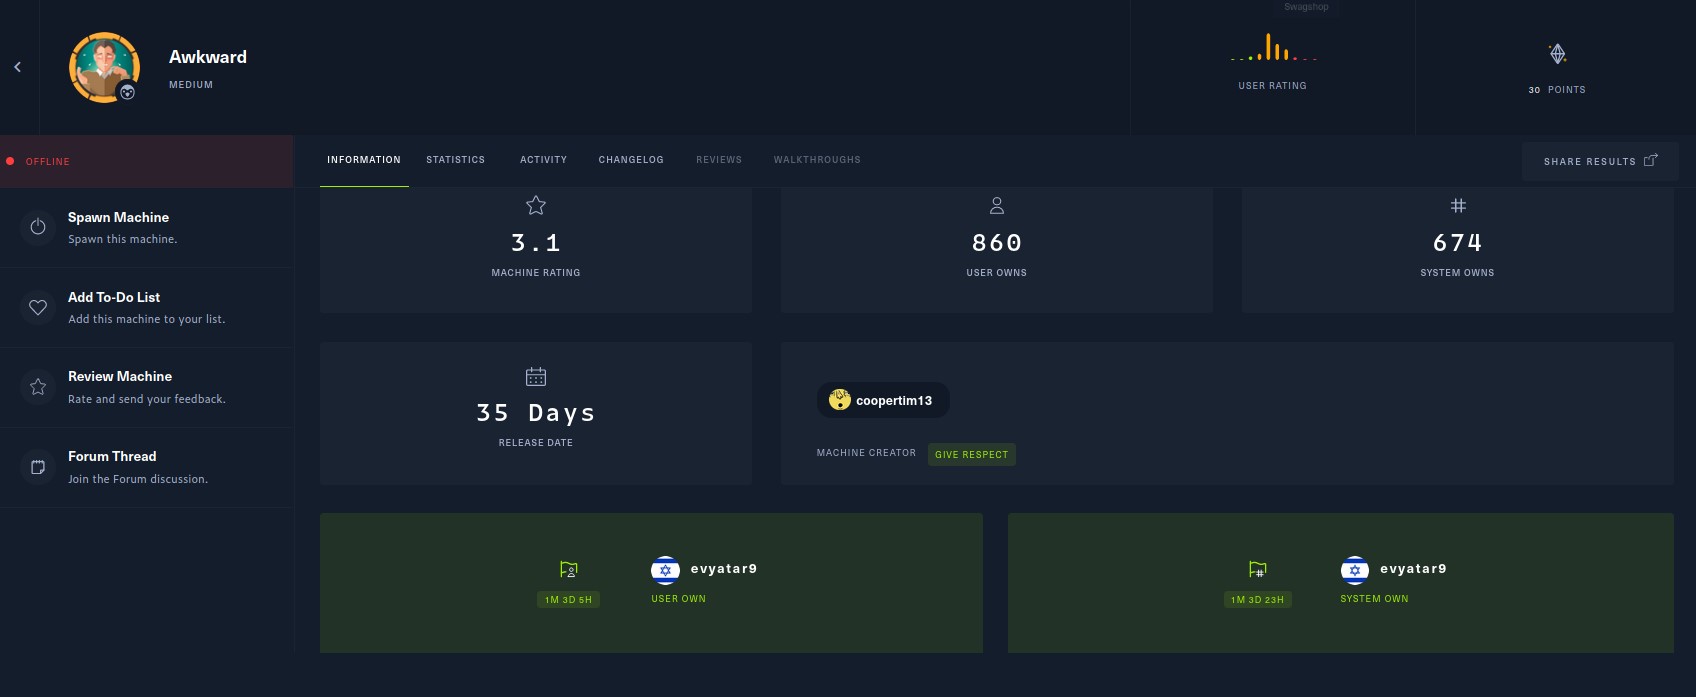 Swagshop
Awkward
MEDIUM
USER RATING
30 POINTS
OFFLINE
INFORMATION STATISTICS ACTIVITY CHANGELOG REVIEWS WALKTHROUGHS
SHARE RESULTS
Spawn Machine
Spawn this machine.
Add To-Do List
Add this machine to your list.
Review Machine
Rate and send your feedback.
Forum Thread
Join the Forum discussion.
3.1
MACHINE RATING
860
USER OWNS
674
SYSTEM OWNS
35 Days
RELEASE DATE
coopertim13
MACHINE CREATOR GIVE RESPECT
evyatar9
1M 3D 5H USER OWN
evyatar9
1M 3D 23H SYSTEM OWN